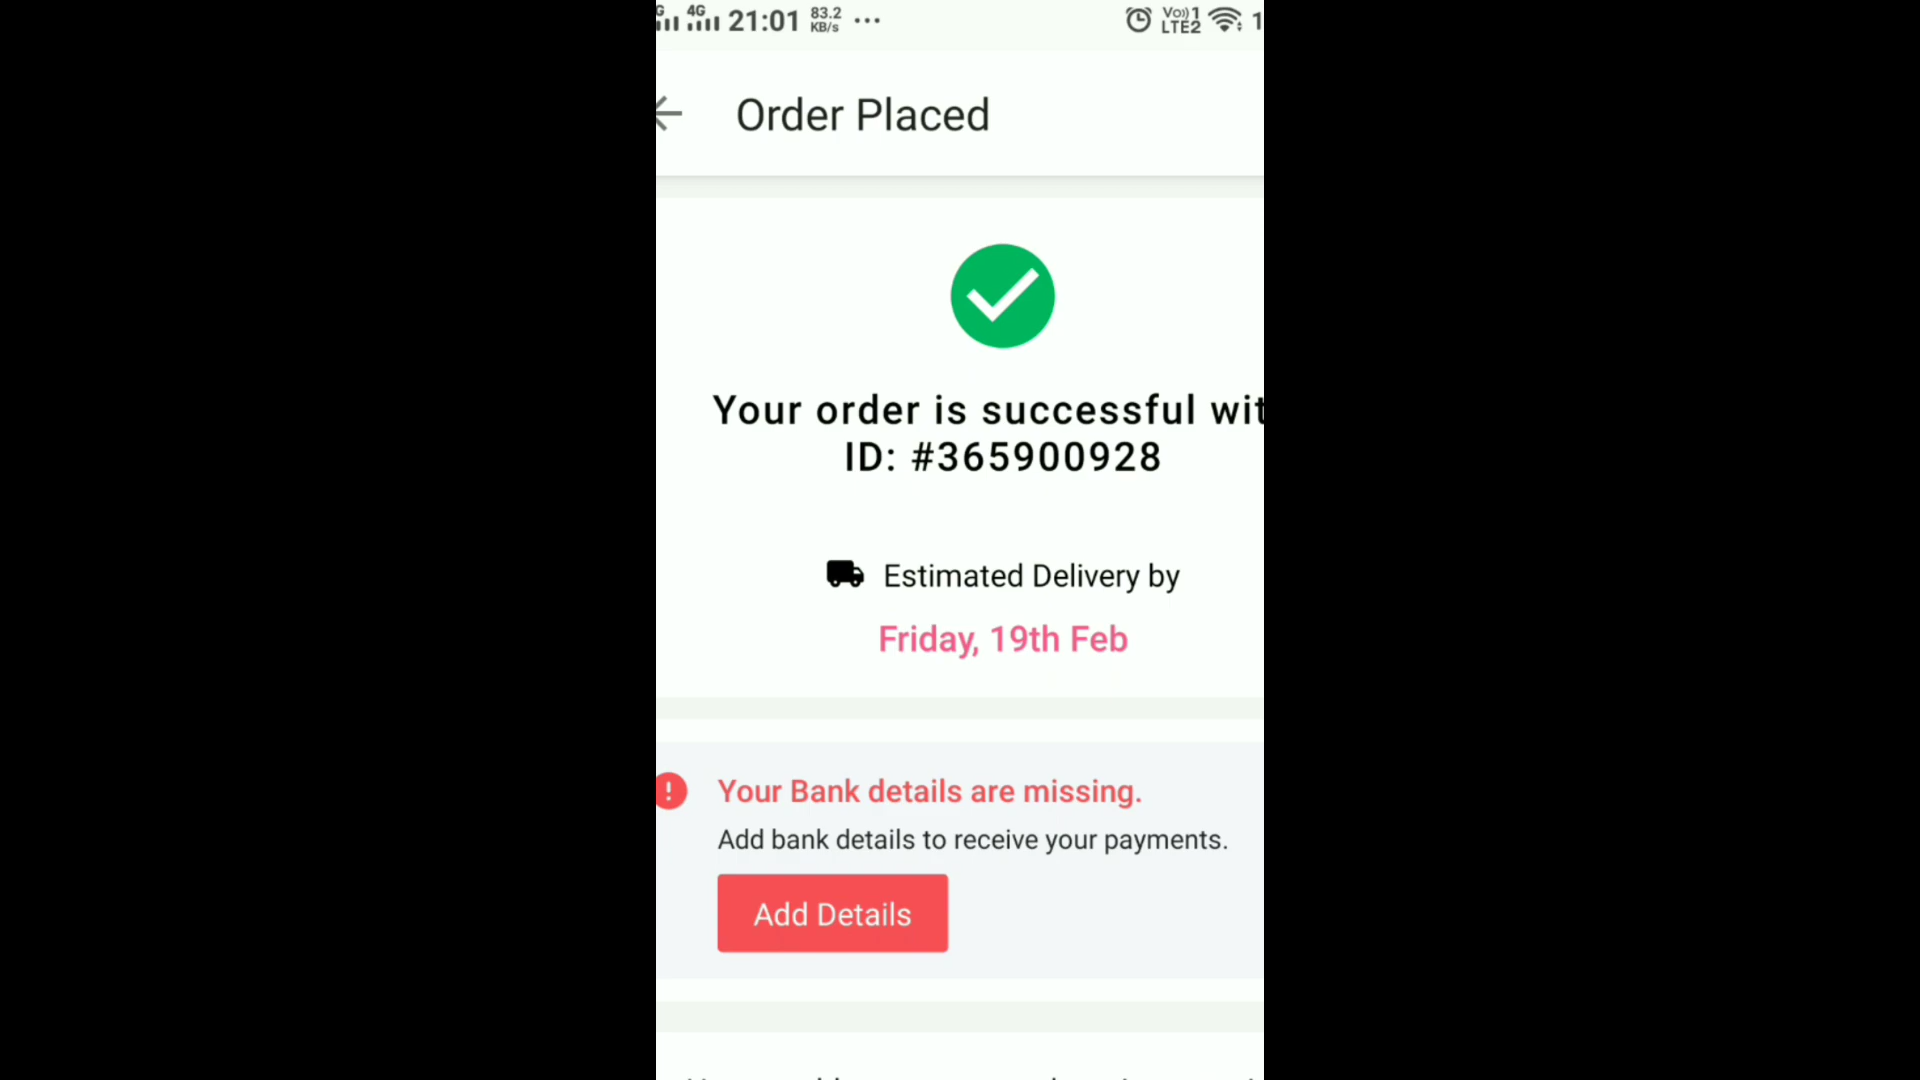 4G 21:01 83.2 KB/s ... Vo)) 1 LTE2
Order Placed
Your order is successful
ID: #365900928
Estimated Delivery by
Friday, 19th Feb
Your Bank details are missing.
Add bank details to receive your payments.
Add Details